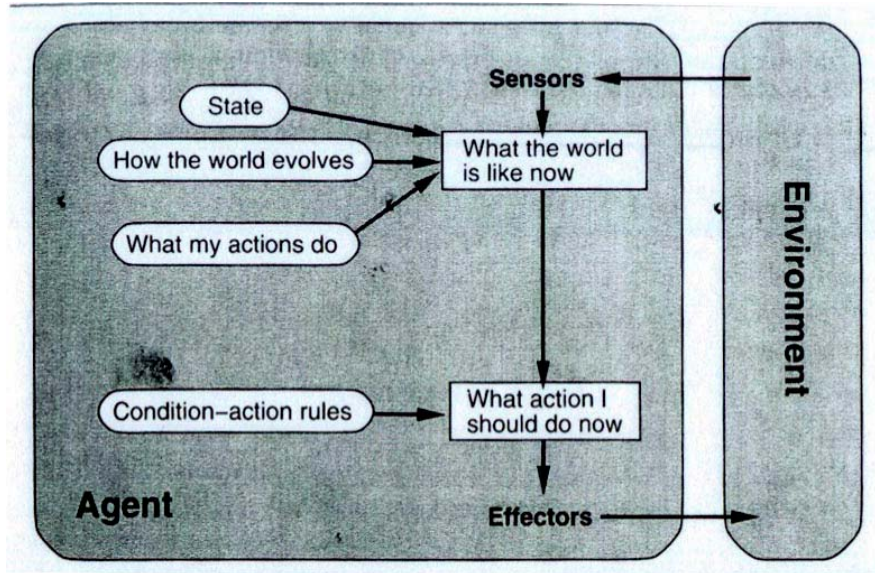 Sensors
State
What the world
is like now
How the world evolves
What my actions do
Environment
Condition–action rules
What action I
should do now
Agent
Effectors